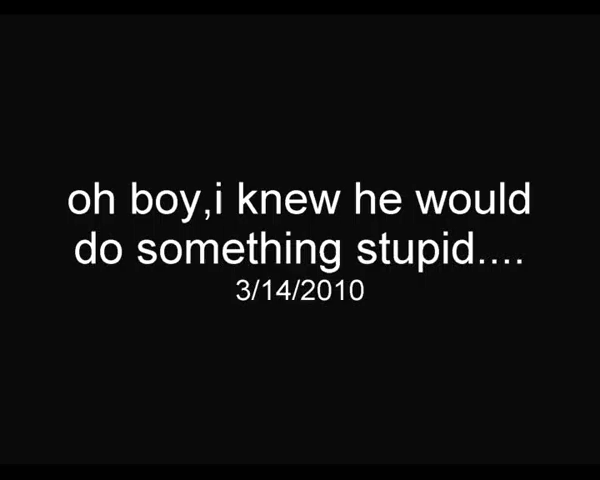 oh boy,i knew he would
do something stupid....
3/14/2010